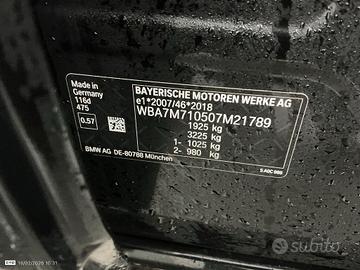 Made in
Germany
116d
475
0.57
BAYERISCHE MOTOREN WERKE AG
e1*2007/46*2018
WBA7M710507M21789
1925 kg
3225 kg
1- 1025 kg
2- 980 kg
BMW AG DE-80788 München
subito